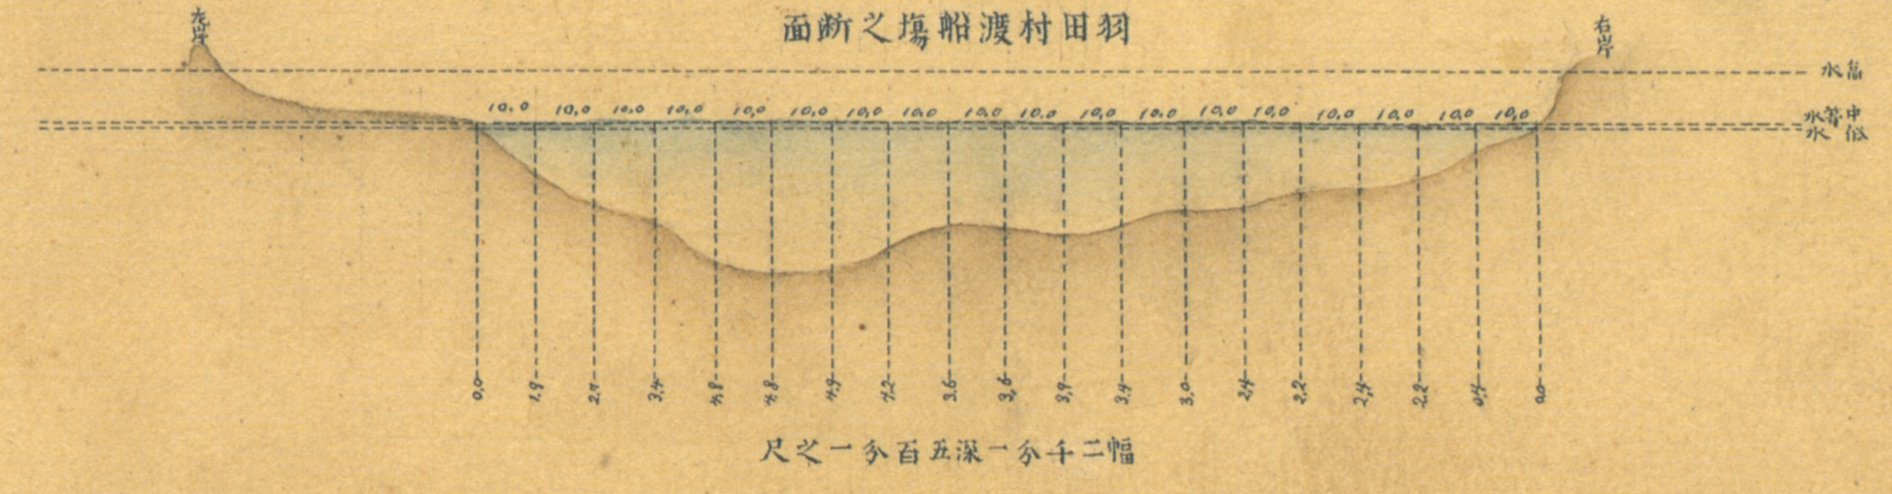 羽田村渡船塲之断面
左岸
右岸
高水
中等水
低水
10.0 10.0 10.0 10.0 10.0 10.0 10.0 10.0 10.0 10.0 10.0 10.0 10.0 10.0 10.0 10.0 10.0 10.0
0.0 1.9 2.7 3.4 4.8 4.8 4.9 4.2 3.6 3.6 3.9 3.4 3.0 2.4 2.2 2.4 2.2 0.4 0.0
幅二千分一深五百分一之尺